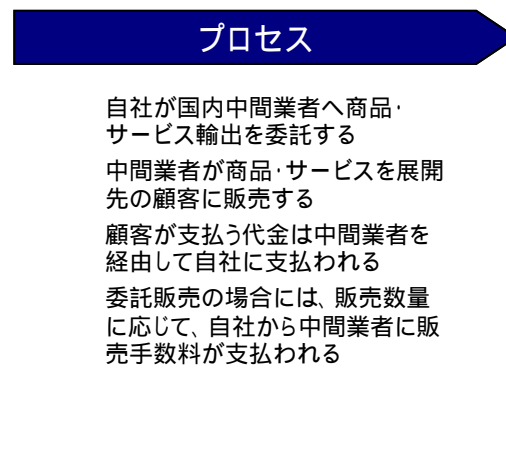 プロセス
自社が国内中間業者へ商品・
サービス輸出を委託する
中間業者が商品・サービスを展開
先の顧客に販売する
顧客が支払う代金は中間業者を
経由して自社に支払われる
委託販売の場合には、販売数量
に応じて、自社から中間業者に販
売手数料が支払われる